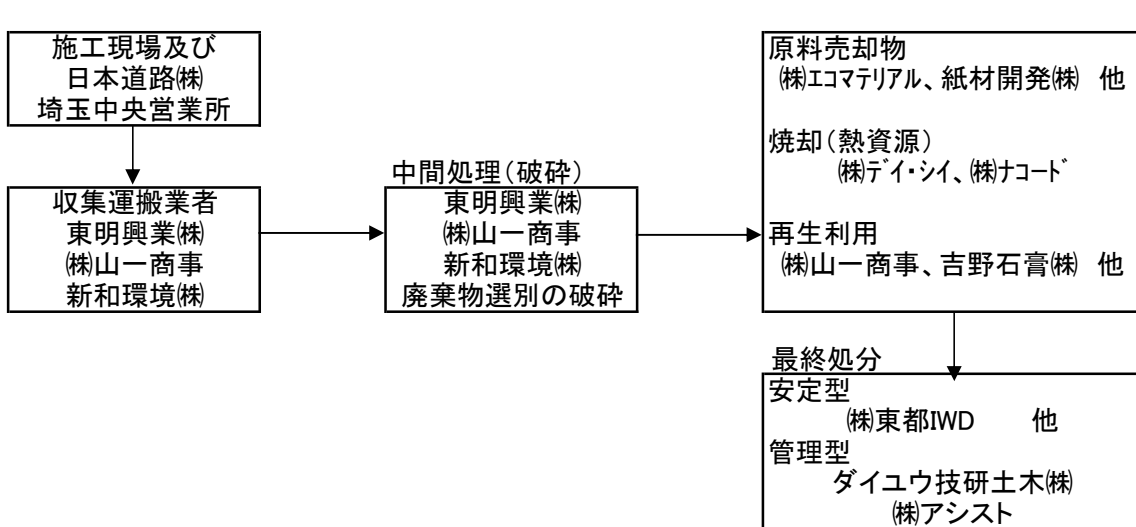 施工現場及び
日本道路㈱
埼玉中央営業所
収集運搬業者
東明興業㈱
㈱山一商事
新和環境㈱
中間処理（破砕）
東明興業㈱
㈱山一商事
新和環境㈱
廃棄物選別の破砕
原料売却物
㈱ｴｺﾏﾃﾘｱﾙ、紙材開発㈱ 他
焼却（熱資源）
㈱ﾃﾞｲ・ｼｲ、㈱ﾅｺｰﾄﾞ
再生利用
㈱山一商事、吉野石膏㈱ 他
最終処分
安定型
㈱東都IWD 他
管理型
ダイユウ技研土木㈱
㈱アシスト